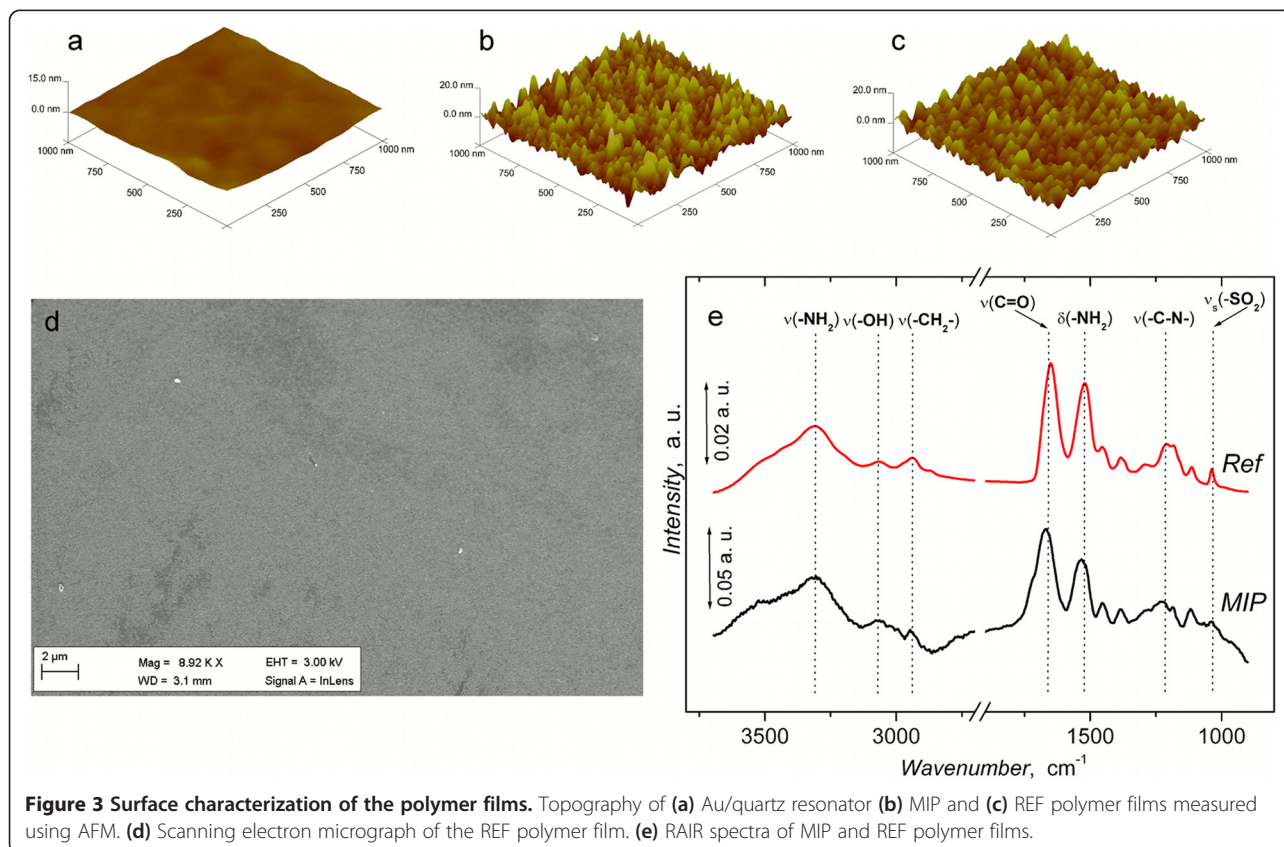 a
15.0 nm
0.0 nm
1000 nm
750
500
250
1000 nm
750
500
250
b
20.0 nm
0.0 nm
1000 nm
750
500
250
1000 nm
750
500
250
c
20.0 nm
0.0 nm
1000 nm
750
500
250
1000 nm
750
500
250
d
2 µm
Mag = 8.92 K X
EHT = 3.00 kV
WD = 3.1 mm
Signal A = InLens
e
ν(-NH₂)
ν(-OH)
ν(-CH₂-)
ν(C=O)
δ(-NH₂)
ν(-C-N-)
νₛ(-SO₂)
0.02 a. u.
Ref
0.05 a. u.
MIP
Intensity, a. u.
3500
3000
1500
1000
Wavenumber, cm⁻¹
Figure 3 Surface characterization of the polymer films. Topography of (a) Au/quartz resonator (b) MIP and (c) REF polymer films measured
using AFM. (d) Scanning electron micrograph of the REF polymer film. (e) RAIR spectra of MIP and REF polymer films.